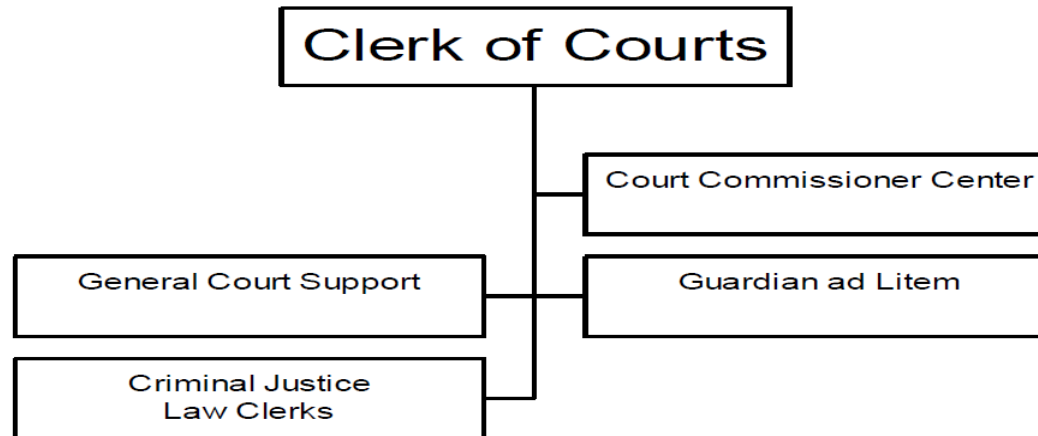 Clerk of Courts
Court Commissioner Center
General Court Support
Guardian ad Litem
Criminal Justice
Law Clerks